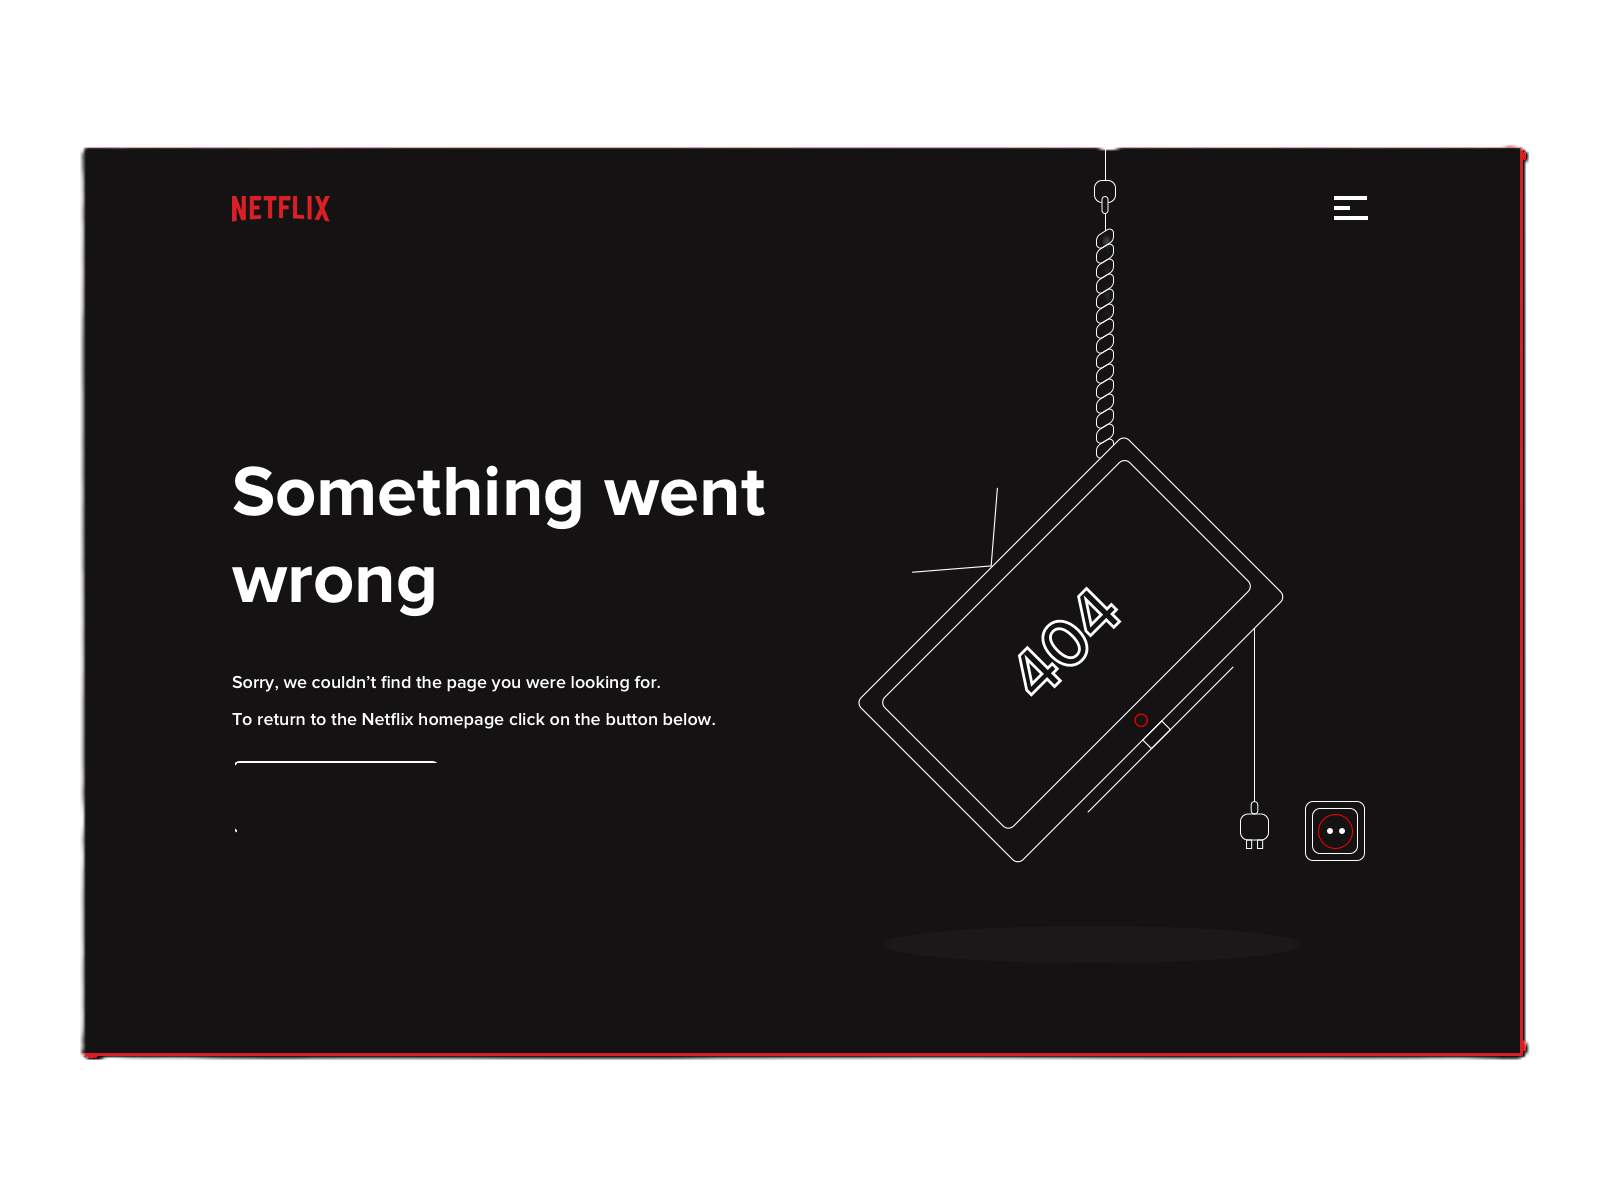 NETFLIX
Something went
wrong
Sorry, we couldn’t find the page you were looking for.
To return to the Netflix homepage click on the button below.
404